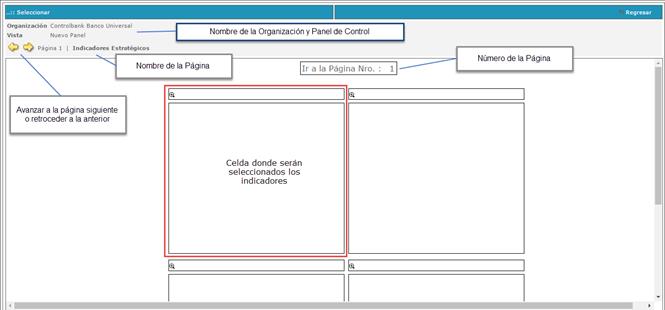 ..:: Seleccionar
Regresar
Organización Controlbank Banco Universal
Vista Nuevo Panel
Nombre de la Organización y Panel de Control
Página 1 | Indicadores Estratégicos
Nombre de la Página
Ir a la Página Nro. : 1
Número de la Página
Avanzar a la página siguiente
o retroceder a la anterior
Celda donde serán
seleccionados los
indicadores